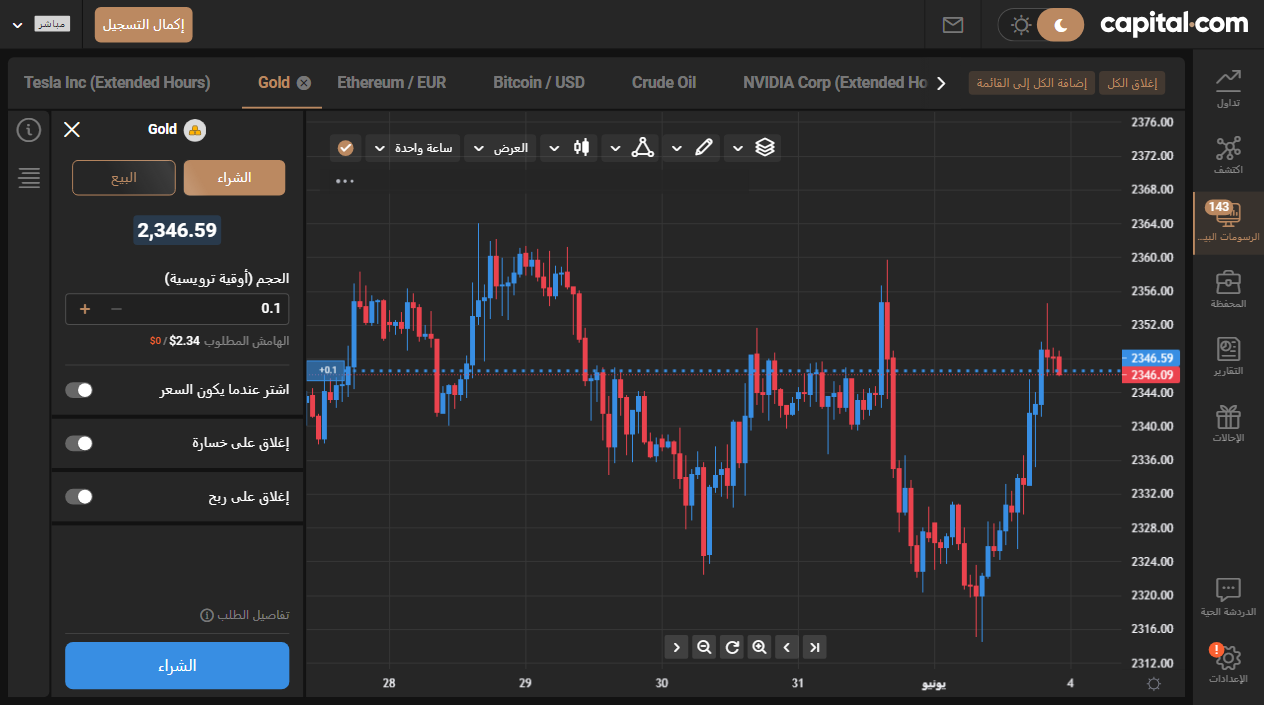 مباشر
إكمال التسجيل
capital.com
Tesla Inc (Extended Hours)
Gold
Ethereum / EUR
Bitcoin / USD
Crude Oil
NVIDIA Corp (Extended Ho
إضافة الكل إلى القائمة
إغلاق الكل
تداول
اكتشف
143
الرسومات البيـ...
المحفظة
التقارير
الإحالات
الدردشة الحية
!
الإعدادات
Gold
البيع
الشراء
2,346.59
الحجم (أوقية ترويسية)
+ − 0.1
الهامش المطلوب $2.34 / $0
اشتر عندما يكون السعر
إغلاق على خسارة
إغلاق على ربح
تفاصيل الطلب
الشراء
ساعة واحدة
العرض
+0.1
2376.00
2372.00
2368.00
2364.00
2360.00
2356.00
2352.00
2346.59
2346.09
2344.00
2340.00
2336.00
2332.00
2328.00
2324.00
2320.00
2316.00
2312.00
28 29 30 31 يونيو 4